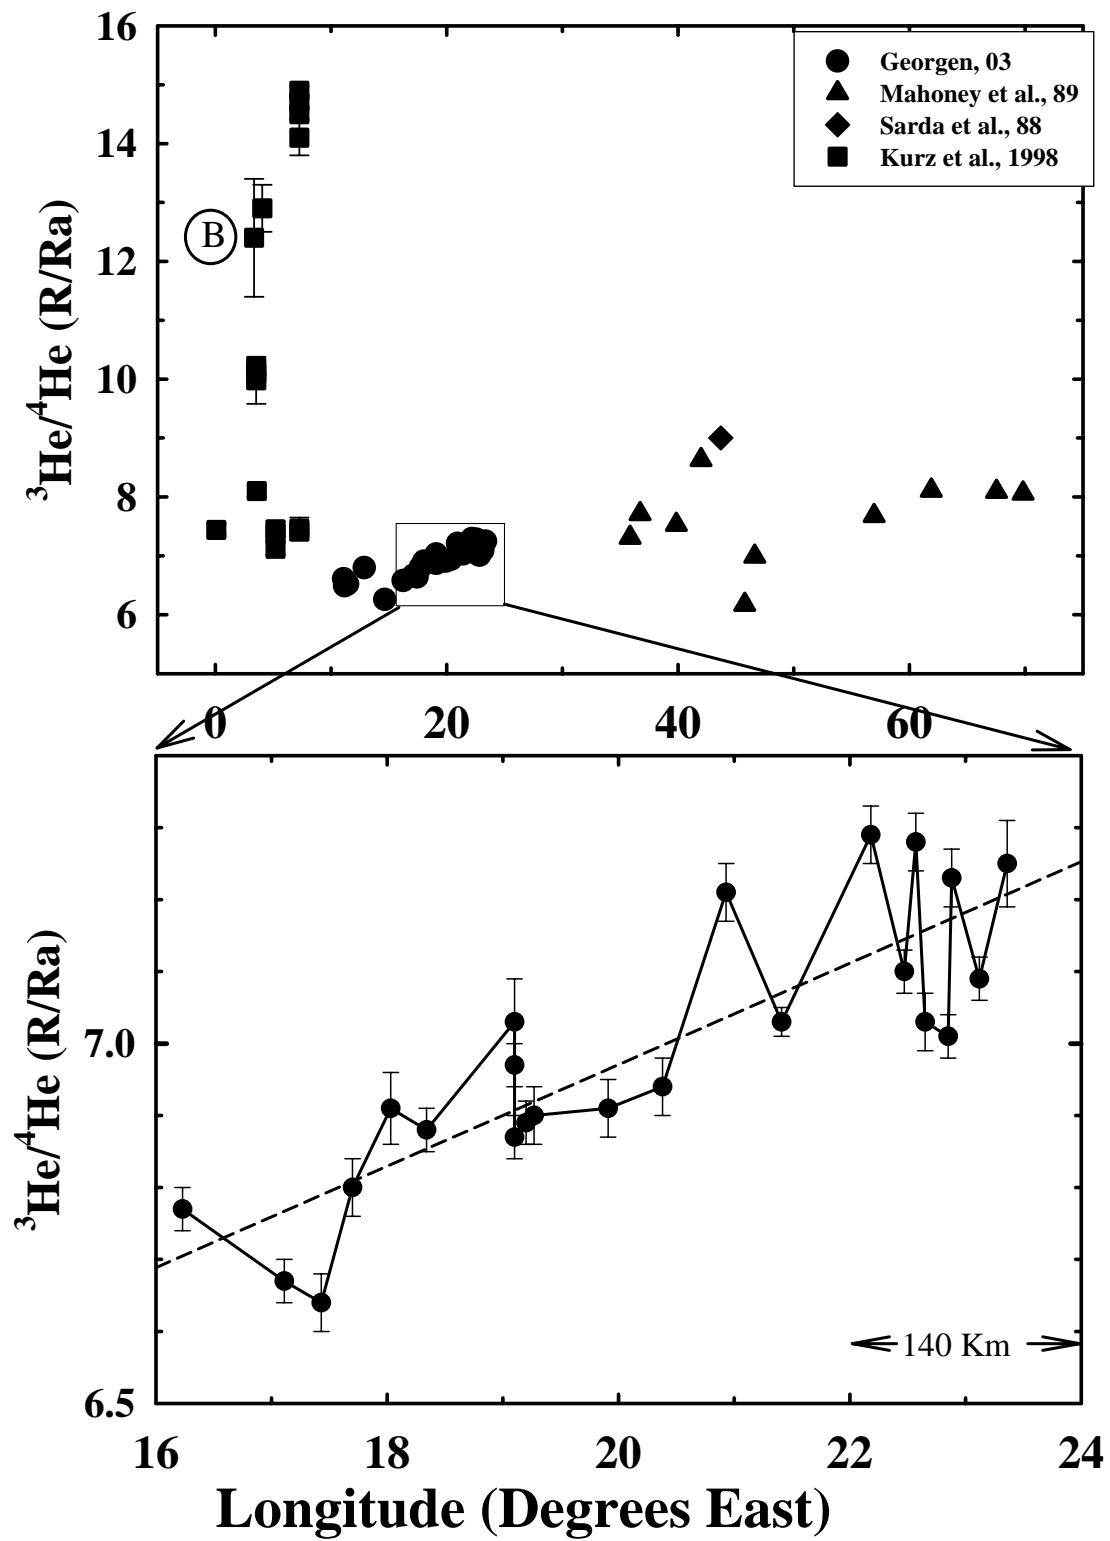 16
14
12
10
8
6
³He/⁴He (R/Ra)
B
Georgen, 03
Mahoney et al., 89
Sarda et al., 88
Kurz et al., 1998
0 20 40 60
7.0
6.5
³He/⁴He (R/Ra)
140 Km
16 18 20 22 24
Longitude (Degrees East)